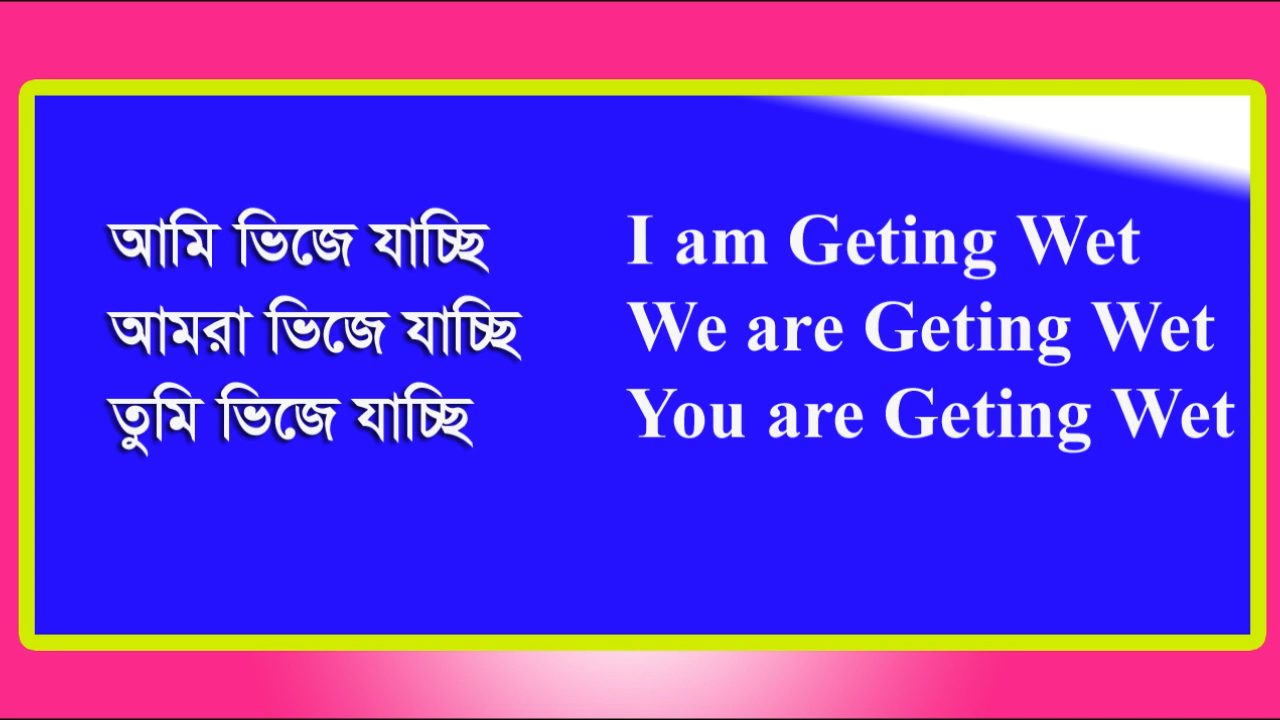 আমি ভিজে যাচ্ছি I am Geting Wet
আমরা ভিজে যাচ্ছি We are Geting Wet
তুমি ভিজে যাচ্ছি You are Geting Wet